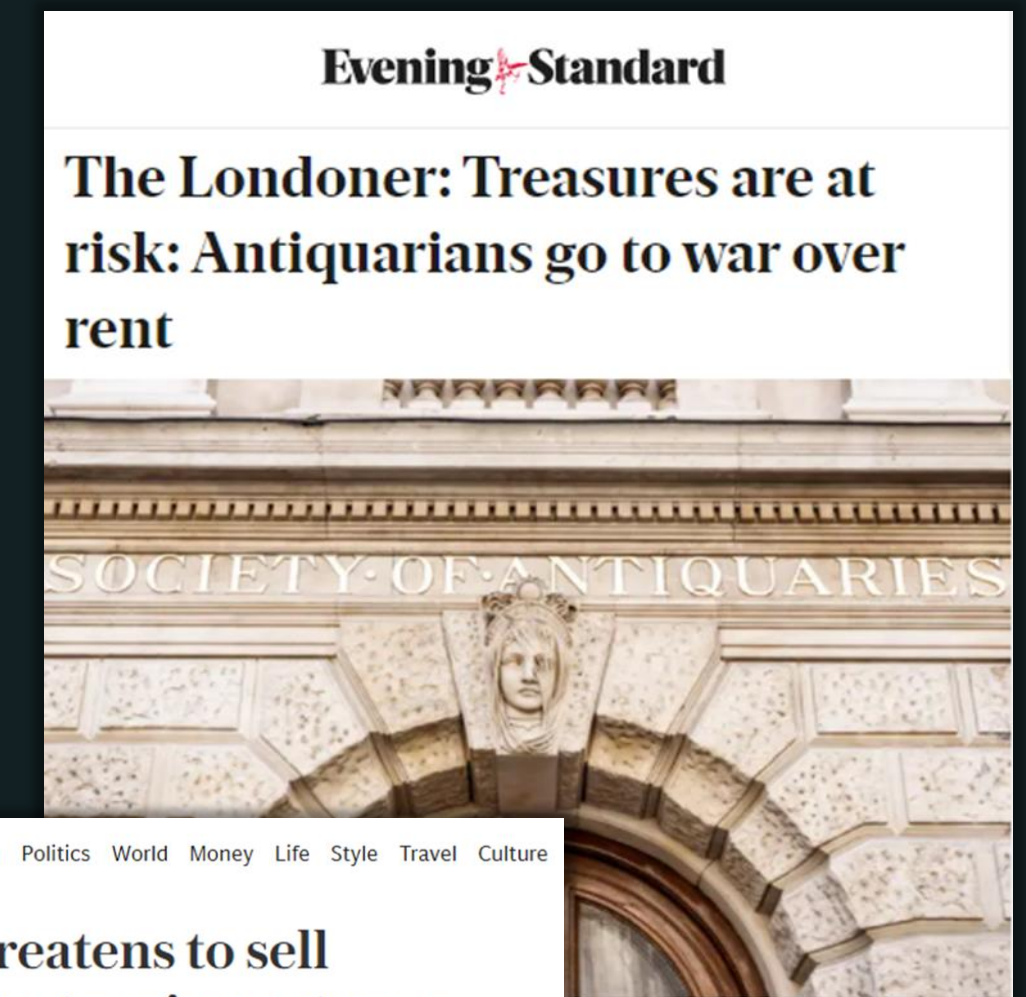 Evening Standard
The Londoner: Treasures are at
risk: Antiquarians go to war over
rent
SOCIETY·OF·ANTIQUARIES
Politics World Money Life Style Travel Culture
reatens to sell